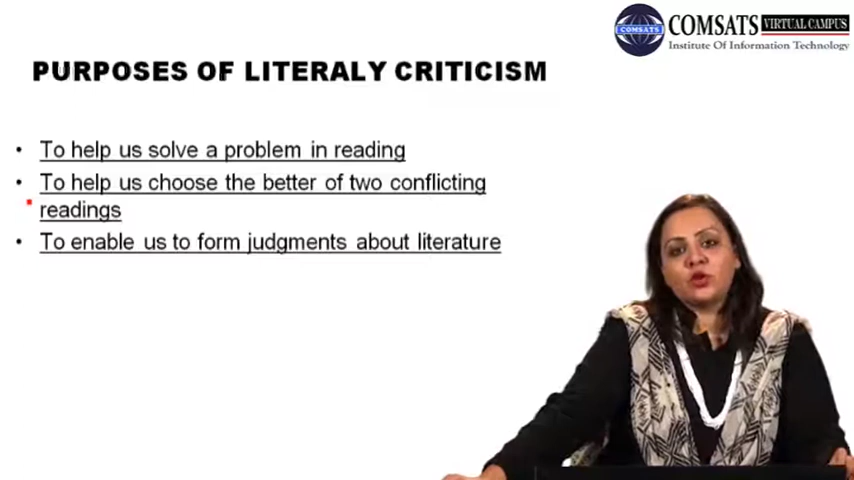 COMSATS VIRTUAL CAMPUS
COMSATS Institute Of Information Technology
PURPOSES OF LITERALY CRITICISM
• To help us solve a problem in reading
• To help us choose the better of two conflicting
readings
• To enable us to form judgments about literature